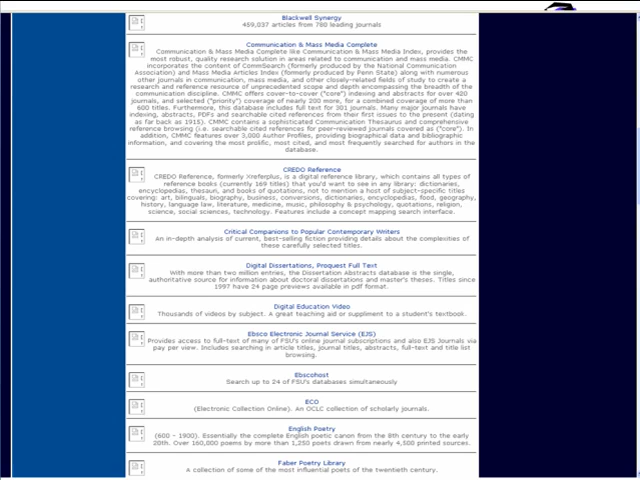 Blackwell Synergy
459,037 articles from 780 leading journals
Communication & Mass Media Complete
Communication & Mass Media Complete like Communication & Mass Media Index, provides the
most robust, quality research solution in areas related to communication and mass media. CMMC
incorporates the content of CommSearch (formerly produced by the National Communication
Association) and Mass Media Articles Index (formerly produced by Penn State) along with numerous
other journals in communication, mass media, and other closely-related fields of study to create a
research and reference resource of unprecedented scope and depth encompassing the breadth of the
communication discipline. CMMC offers cover-to-cover ("core") indexing and abstracts for over 420
journals, and selected ("priority") coverage of nearly 200 more, for a combined coverage of more than
600 titles. Furthermore, this database includes full text for 301 journals. Many major journals have
indexing, abstracts, PDFs and searchable cited references from their first issues to the present (dating
as far back as 1915). CMMC contains a sophisticated Communication Thesaurus and comprehensive
reference browsing (i.e. searchable cited references for peer-reviewed journals covered as ("core"). In
addition, CMMC features over 3,000 Author Profiles, providing biographical data and bibliographic
information, and covering the most prolific, most cited, and most frequently searched for authors in the
database.
CREDO Reference
CREDO Reference, formerly Xreferplus, is a digital reference library, which contains all types of
reference books (currently 169 titles) that you'd want to see in any library: dictionaries,
encyclopedias, thesauri, and books of quotations, not to mention a host of subject-specific titles
covering: art, bilinguals, biography, business, conversions, dictionaries, encyclopedias, food, geography,
history, language law, literature, medicine, music, philosophy & psychology, quotations, religion,
science, social sciences, technology. Features include a concept mapping search interface.
Critical Companions to Popular Contemporary Writers
An in-depth analysis of current, best-selling fiction providing details about the complexities of
these carefully selected titles.
Digital Dissertations, Proquest Full Text
With more than two million entries, the Dissertation Abstracts database is the single,
authoritative source for information about doctoral dissertations and master's theses. Titles since
1997 have 24 page previews available in pdf format.
Digital Education Video
Thousands of videos by subject. A great teaching aid or suppliment to a student's textbook.
Ebsco Electronic Journal Service (EJS)
Provides access to full-text of many of FSU's online journal subscriptions and also EJS Journals via
pay per view. Includes searching in article titles, journal titles, abstracts, full-text and title list
browsing.
Ebscohost
Search up to 24 of FSU's databases simultaneously
ECO
(Electronic Collection Online). An OCLC collection of scholarly journals.
English Poetry
(600 - 1900). Essentially the complete English poetic canon from the 8th century to the early
20th. Over 160,000 poems by more than 1,250 poets drawn from nearly 4,500 printed sources.
Faber Poetry Library
A collection of some of the most influential poets of the twentieth century.